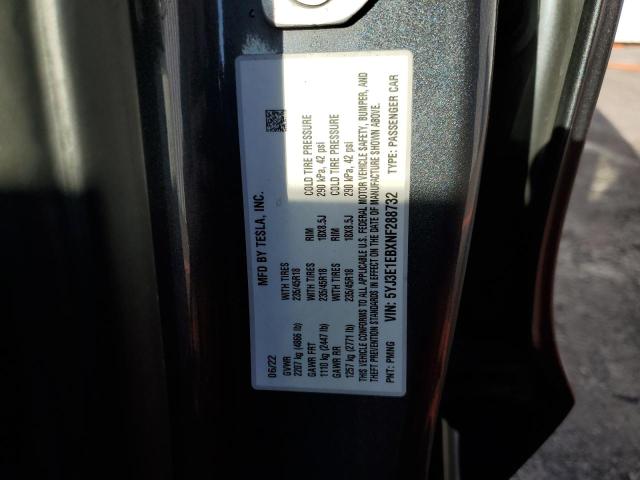 MFD BY TESLA, INC.
06/22
GVWR WITH TIRES RIM COLD TIRE PRESSURE
2207 kg (4866 lb) 235/45R18 18X8.5J 290 kPa, 42 psi
GAWR FRT WITH TIRES RIM COLD TIRE PRESSURE
1110 kg (2447 lb) 235/45R18 18X8.5J 290 kPa, 42 psi
GAWR RR WITH TIRES RIM COLD TIRE PRESSURE
1257 kg (2771 lb) 235/45R18 18X8.5J 290 kPa, 42 psi
THIS VEHICLE CONFORMS TO ALL APPLICABLE U.S. FEDERAL MOTOR VEHICLE SAFETY, BUMPER, AND
THEFT PREVENTION STANDARDS IN EFFECT ON THE DATE OF MANUFACTURE SHOWN ABOVE.
VIN: 5YJ3E1EBXNF288732
PNT: PMNG TYPE: PASSENGER CAR